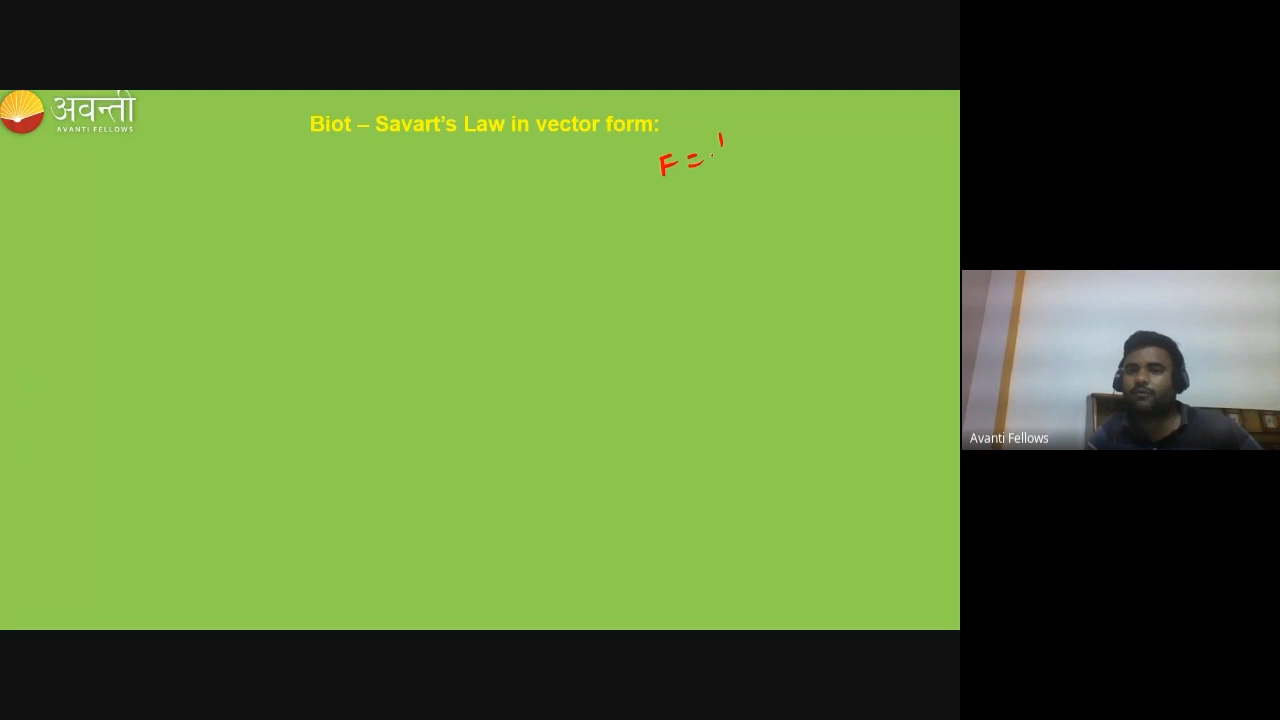 अवन्ती
AVANTI FELLOWS
Biot – Savart's Law in vector form:
F =
Avanti Fellows